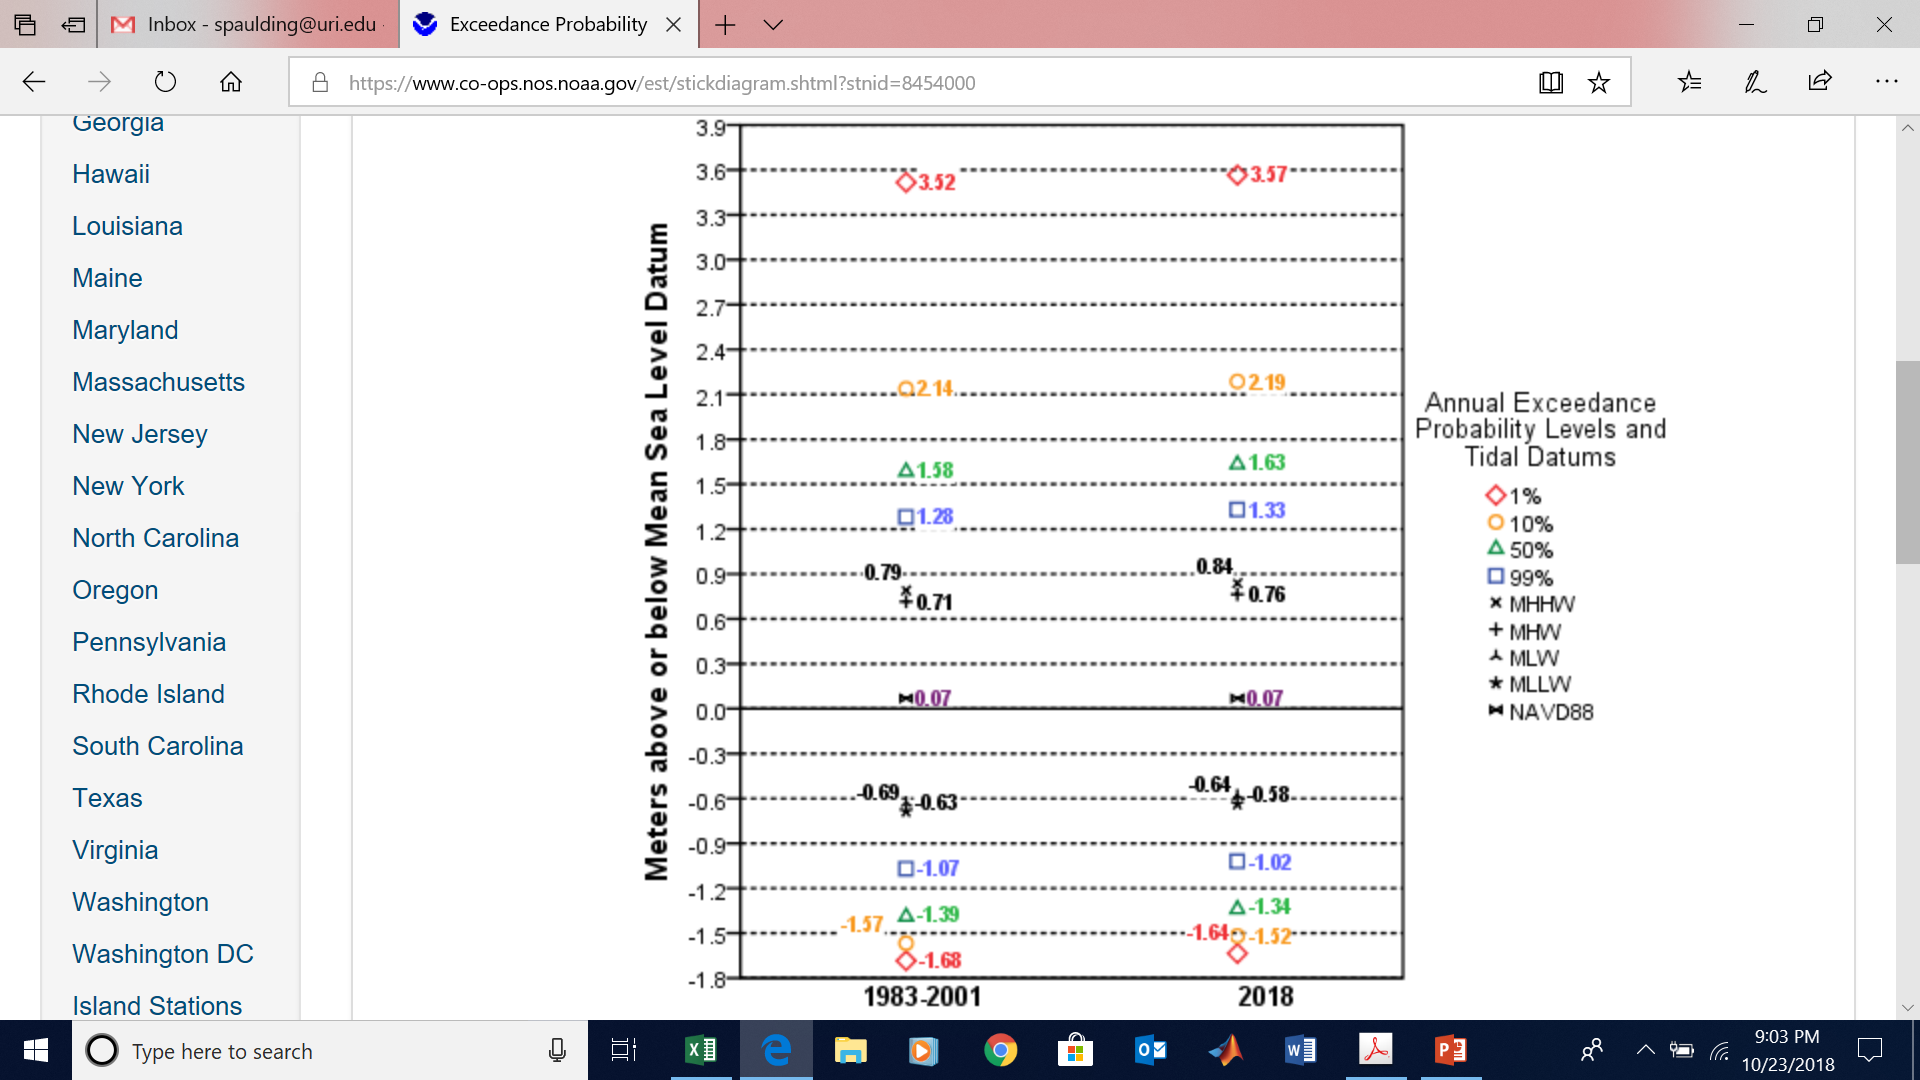 Inbox - spaulding@uri.edu
Exceedance Probability
https://www.co-ops.nos.noaa.gov/est/stickdiagram.shtml?stnid=8454000
Georgia
Hawaii
Louisiana
Maine
Maryland
Massachusetts
New Jersey
New York
North Carolina
Oregon
Pennsylvania
Rhode Island
South Carolina
Texas
Virginia
Washington
Washington DC
Island Stations
Meters above or below Mean Sea Level Datum
3.9
3.6
3.3
3.0
2.7
2.4
2.1
1.8
1.5
1.2
0.9
0.6
0.3
0.0
-0.3
-0.6
-0.9
-1.2
-1.5
-1.8
3.52
3.57
2.14
2.19
1.58
1.63
1.28
1.33
0.79
0.84
0.71
0.76
0.07
0.07
-0.69
-0.63
-0.64
-0.58
-1.07
-1.02
-1.39
-1.34
-1.57
-1.64
-1.52
-1.68
1983-2001
2018
Annual Exceedance
Probability Levels and
Tidal Datums
1%
10%
50%
99%
MHHW
MHW
MLW
MLLW
NAVD88
Type here to search
9:03 PM
10/23/2018